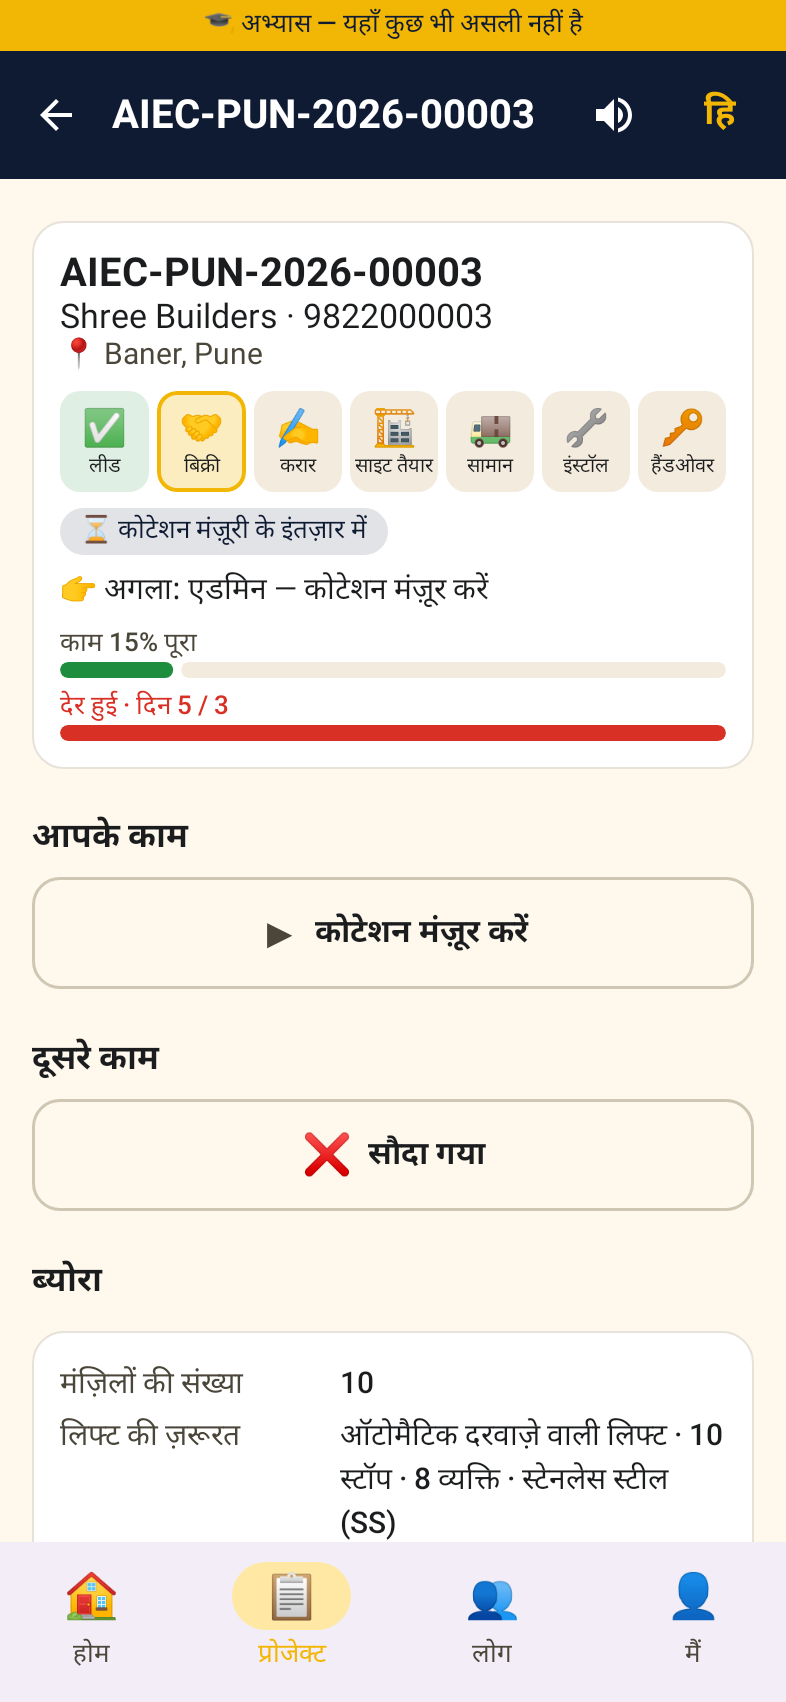 अभ्यास — यहाँ कुछ भी असली नहीं है
AIEC-PUN-2026-00003
हि
AIEC-PUN-2026-00003
Shree Builders · 9822000003
Baner, Pune
लीड
बिक्री
करार
साइट तैयार
सामान
इंस्टॉल
हैंडओवर
कोटेशन मंज़ूरी के इंतज़ार में
अगला: एडमिन — कोटेशन मंज़ूर करें
काम 15% पूरा
देर हुई · दिन 5 / 3
आपके काम
कोटेशन मंज़ूर करें
दूसरे काम
सौदा गया
ब्योरा
मंज़िलों की संख्या 10
लिफ्ट की ज़रूरत ऑटोमैटिक दरवाज़े वाली लिफ्ट · 10
स्टॉप · 8 व्यक्ति · स्टेनलेस स्टील
(SS)
होम
प्रोजेक्ट
लोग
मैं